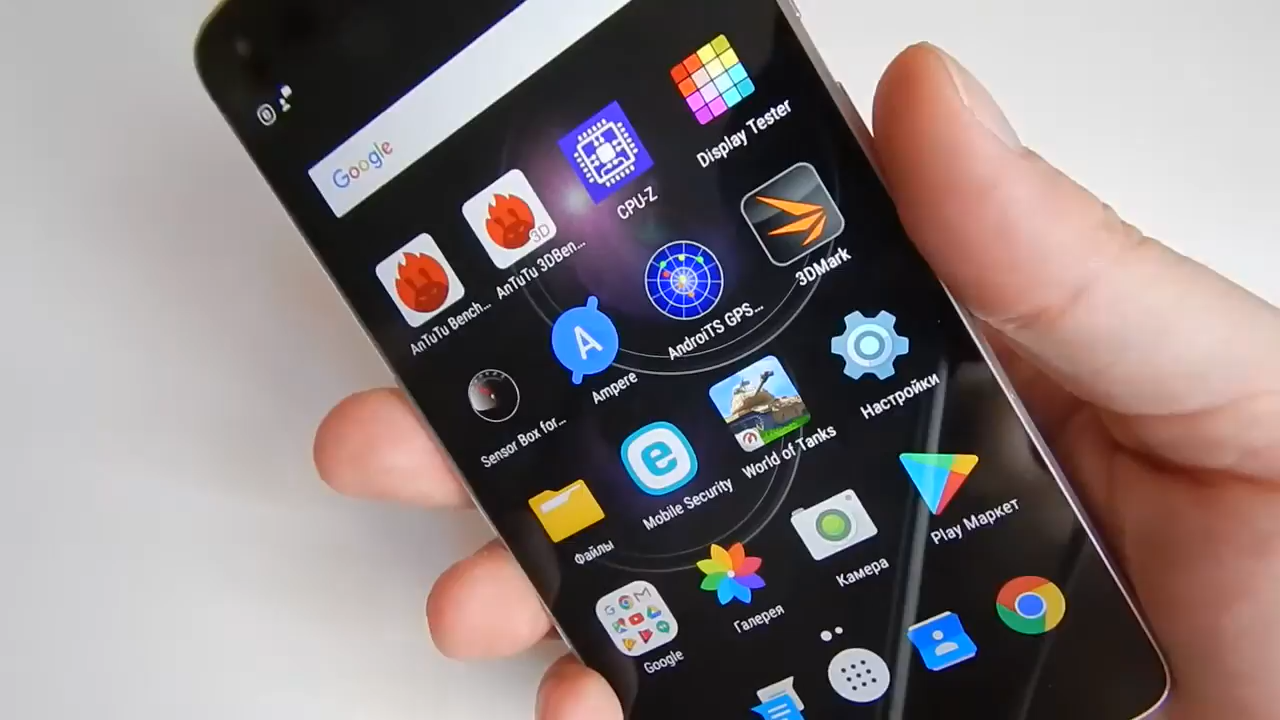 Google
AnTuTu Bench...
AnTuTu 3DBen...
3D
CPU-Z
Display Tester
Sensor Box for...
Ampere
A
AndroiTS GPS...
3DMark
Файлы
Mobile Security
e
World of Tanks
Настройки
Google
G M
Галерея
Камера
Play Маркет